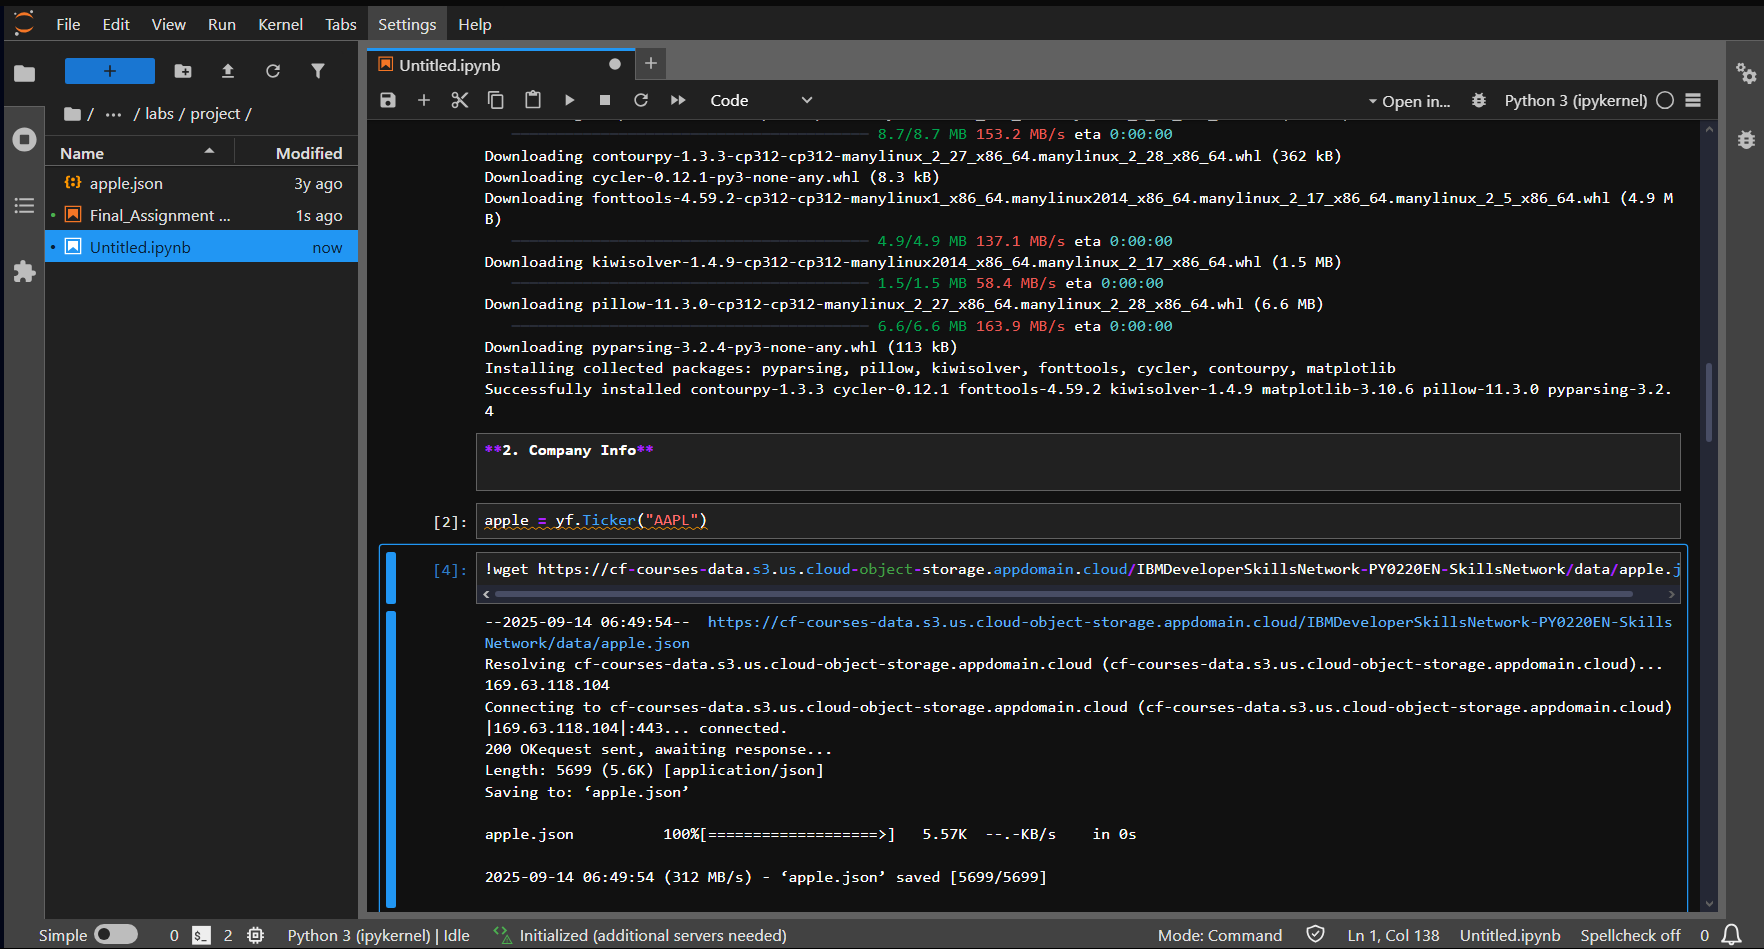 File Edit View Run Kernel Tabs Settings Help
+
/ ... / labs / project /
Name Modified
apple.json 3y ago
Final_Assignment ... 1s ago
Untitled.ipynb now
Untitled.ipynb
+
Code
Open in...
Python 3 (ipykernel)
8.7/8.7 MB 153.2 MB/s eta 0:00:00
Downloading contourpy-1.3.3-cp312-cp312-manylinux_2_27_x86_64.manylinux_2_28_x86_64.whl (362 kB)
Downloading cycler-0.12.1-py3-none-any.whl (8.3 kB)
Downloading fonttools-4.59.2-cp312-cp312-manylinux1_x86_64.manylinux2014_x86_64.manylinux_2_17_x86_64.manylinux_2_5_x86_64.whl (4.9 M
B)
4.9/4.9 MB 137.1 MB/s eta 0:00:00
Downloading kiwisolver-1.4.9-cp312-cp312-manylinux2014_x86_64.manylinux_2_17_x86_64.whl (1.5 MB)
1.5/1.5 MB 58.4 MB/s eta 0:00:00
Downloading pillow-11.3.0-cp312-cp312-manylinux_2_27_x86_64.manylinux_2_28_x86_64.whl (6.6 MB)
6.6/6.6 MB 163.9 MB/s eta 0:00:00
Downloading pyparsing-3.2.4-py3-none-any.whl (113 kB)
Installing collected packages: pyparsing, pillow, kiwisolver, fonttools, cycler, contourpy, matplotlib
Successfully installed contourpy-1.3.3 cycler-0.12.1 fonttools-4.59.2 kiwisolver-1.4.9 matplotlib-3.10.6 pillow-11.3.0 pyparsing-3.2.
4
**2. Company Info**
[2]: apple = yf.Ticker("AAPL")
[4]: !wget https://cf-courses-data.s3.us.cloud-object-storage.appdomain.cloud/IBMDeveloperSkillsNetwork-PY0220EN-SkillsNetwork/data/apple.j
--2025-09-14 06:49:54-- https://cf-courses-data.s3.us.cloud-object-storage.appdomain.cloud/IBMDeveloperSkillsNetwork-PY0220EN-Skills
Network/data/apple.json
Resolving cf-courses-data.s3.us.cloud-object-storage.appdomain.cloud (cf-courses-data.s3.us.cloud-object-storage.appdomain.cloud)...
169.63.118.104
Connecting to cf-courses-data.s3.us.cloud-object-storage.appdomain.cloud (cf-courses-data.s3.us.cloud-object-storage.appdomain.cloud)
|169.63.118.104|:443... connected.
200 OKequest sent, awaiting response...
Length: 5699 (5.6K) [application/json]
Saving to: ‘apple.json’
apple.json 100%[===================>] 5.57K --.-KB/s in 0s
2025-09-14 06:49:54 (312 MB/s) - ‘apple.json’ saved [5699/5699]
Simple 0 $_ 2 Python 3 (ipykernel) | Idle Initialized (additional servers needed) Mode: Command Ln 1, Col 138 Untitled.ipynb Spellcheck off 0